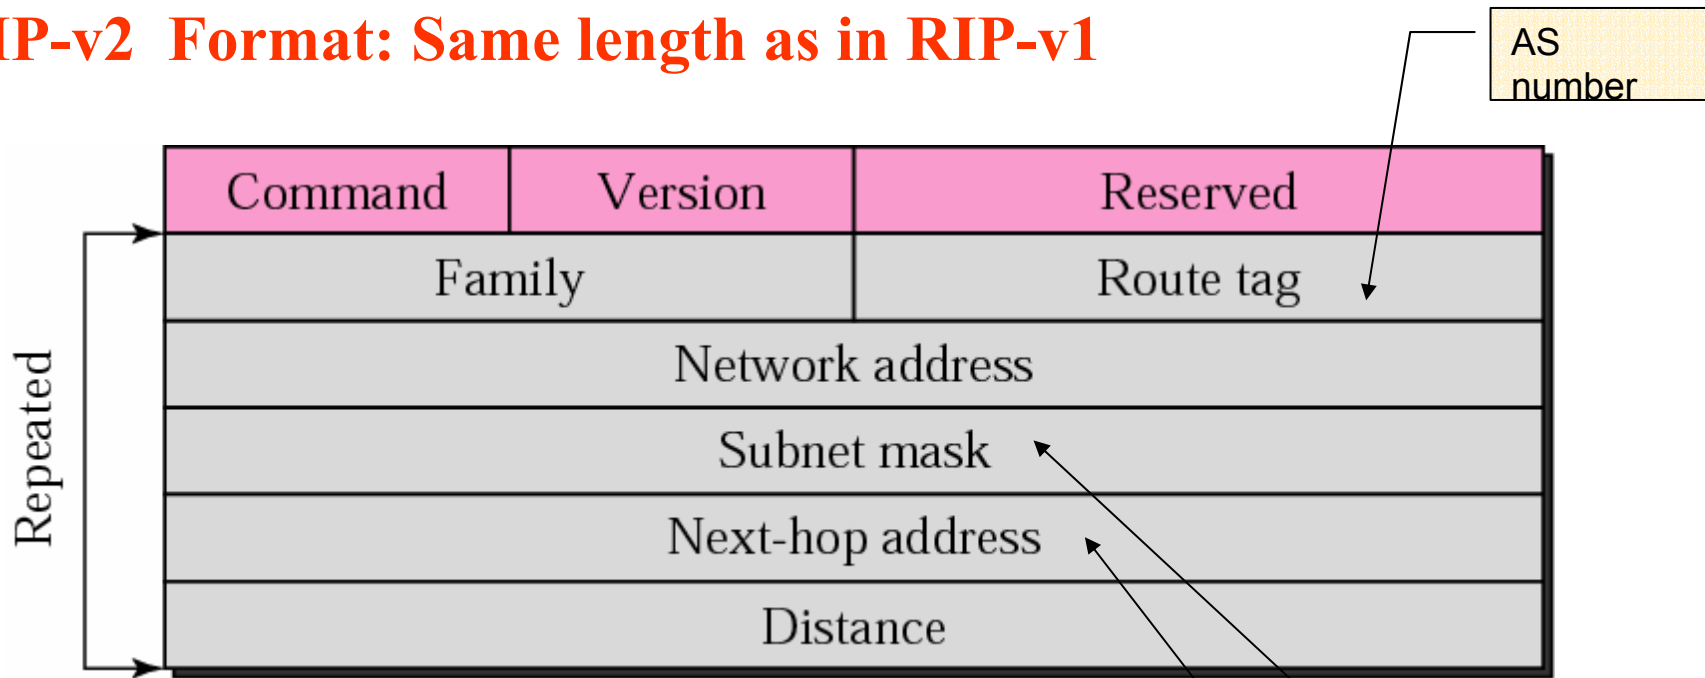 IP-v2 Format: Same length as in RIP-v1
AS
number
Command Version Reserved
Family Route tag
Network address
Subnet mask
Next-hop address
Distance
Repeated